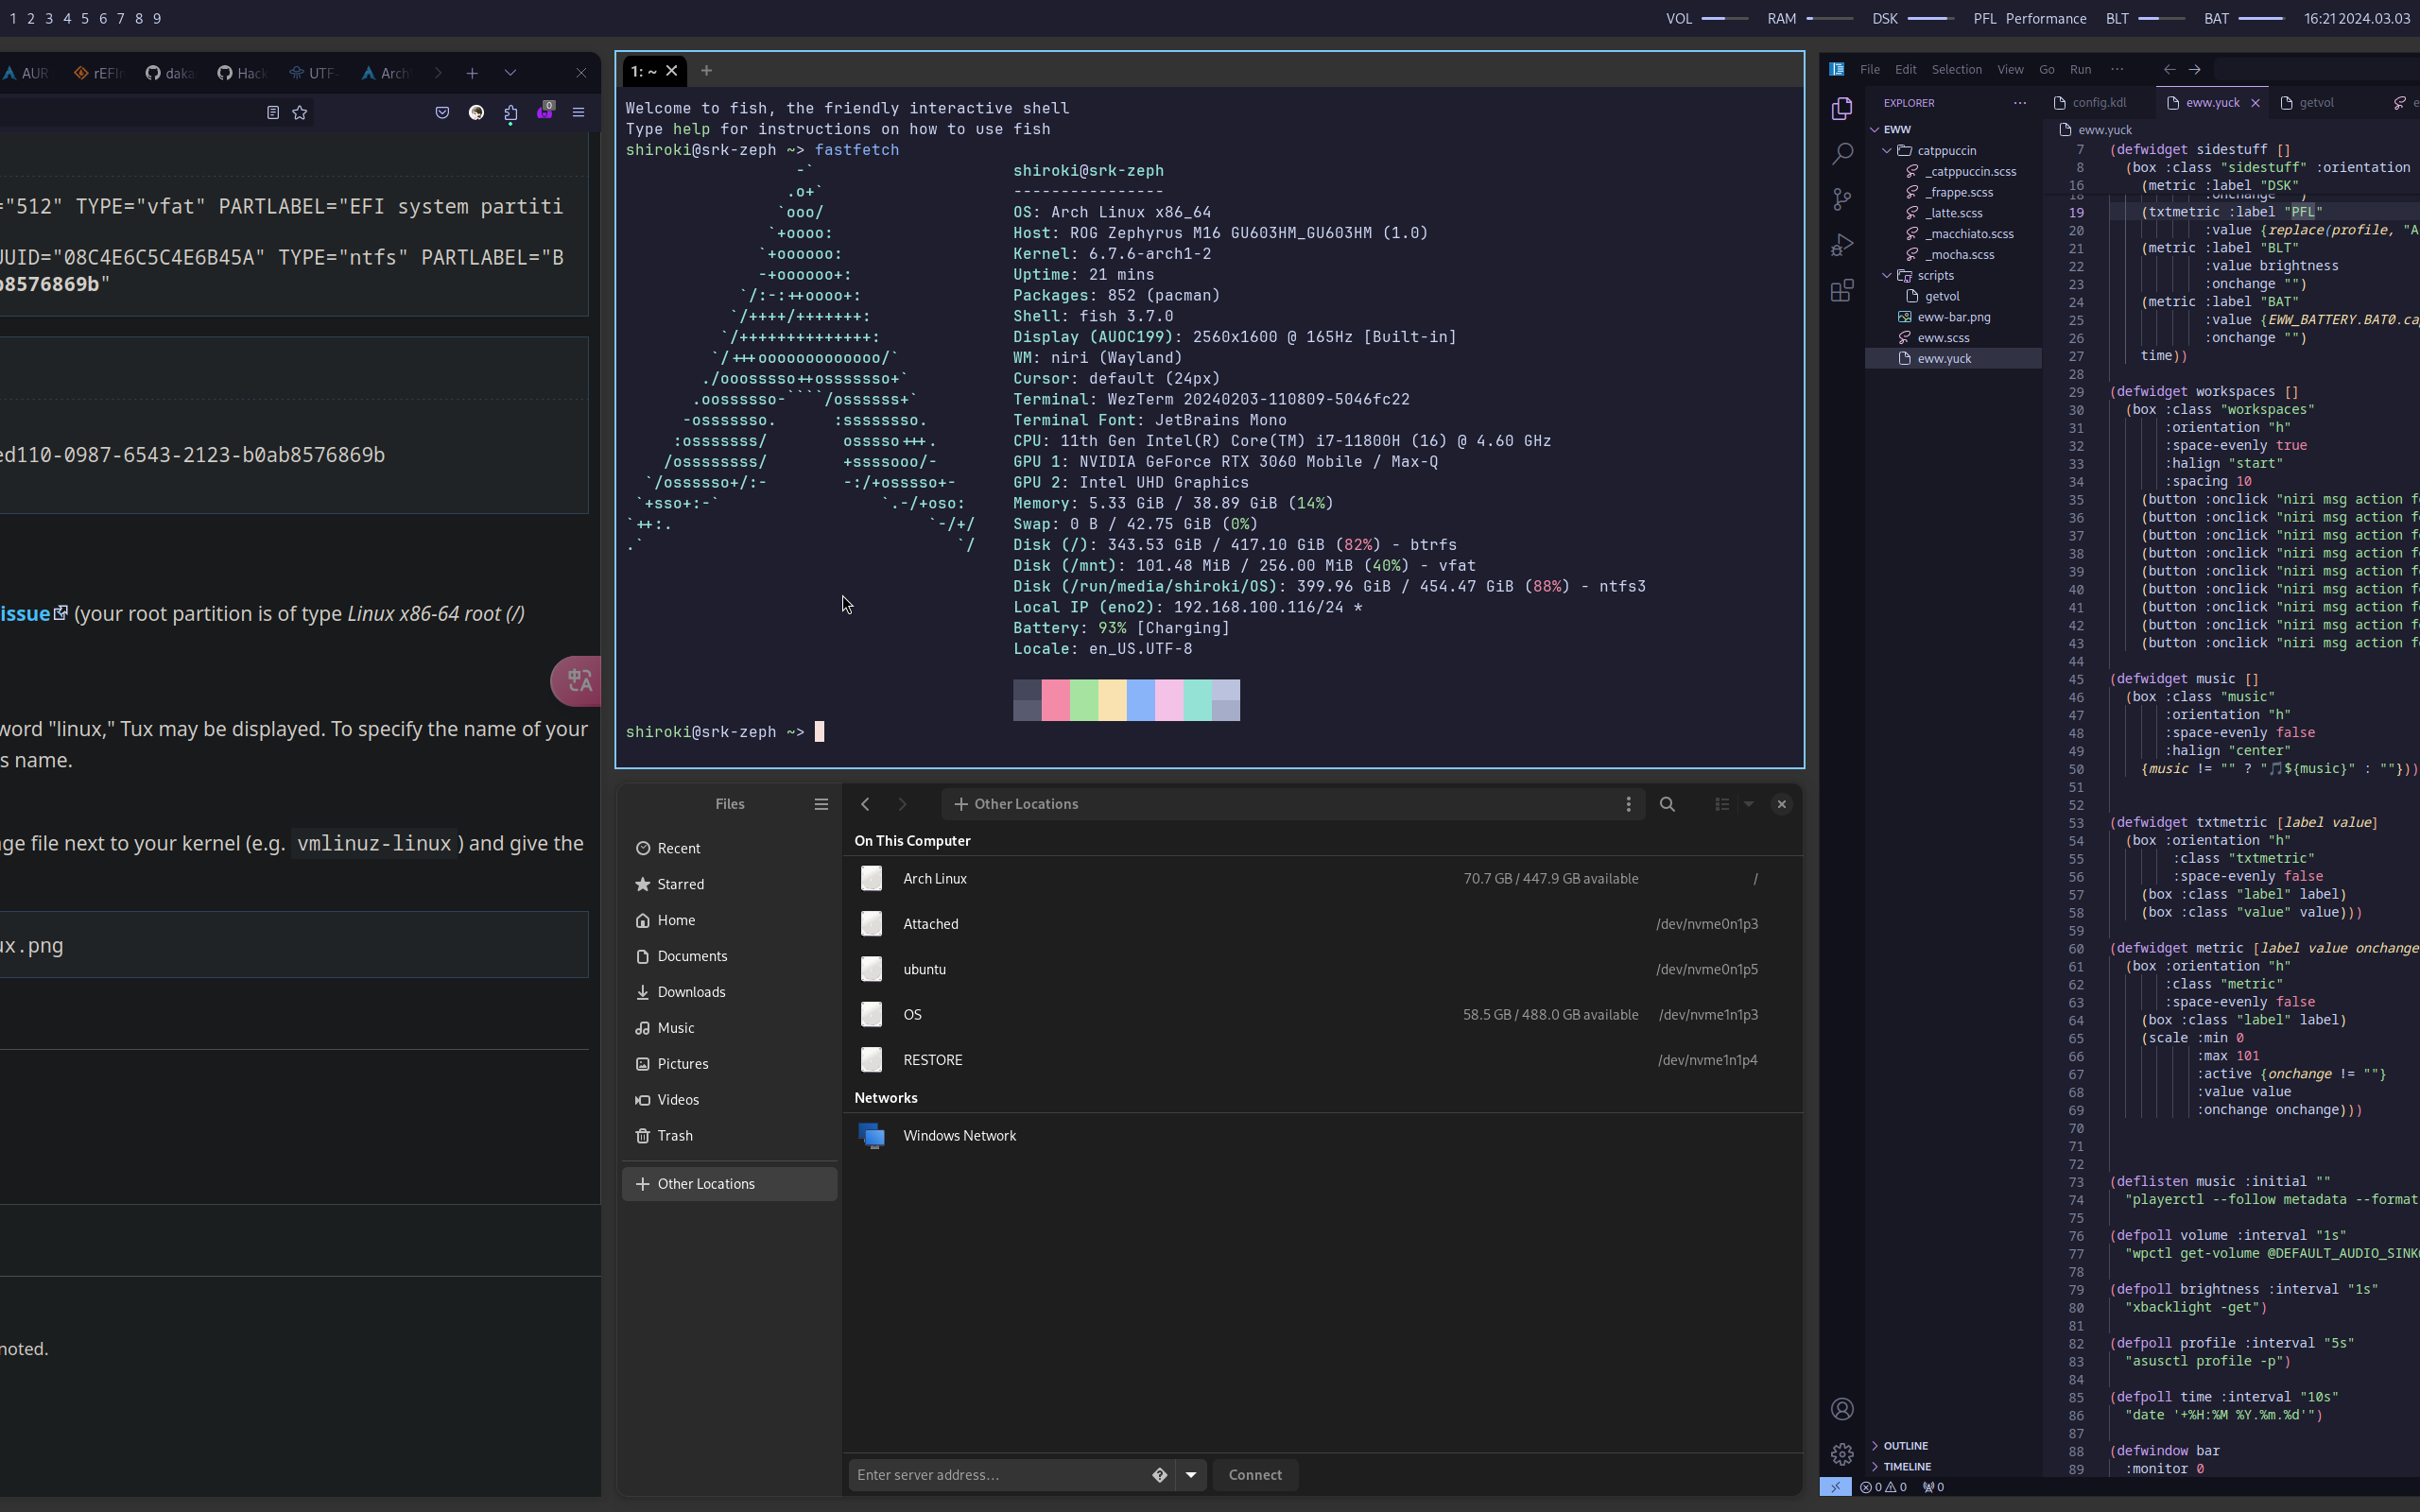 1 2 3 4 5 6 7 8 9
VOL RAM DSK PFL Performance BLT BAT 16:21 2024.03.03
AUR rEFIn daka Hack UTF- Arch
0
="512" TYPE="vfat" PARTLABEL="EFI system partiti
UUID="08C4E6C5C4E6B45A" TYPE="ntfs" PARTLABEL="B
b8576869b"
ed110-0987-6543-2123-b0ab8576869b
issue (your root partition is of type Linux x86-64 root (/)
word "linux," Tux may be displayed. To specify the name of your
s name.
ge file next to your kernel (e.g. vmlinuz-linux) and give the
ux.png
noted.
1: ~
Welcome to fish, the friendly interactive shell
Type help for instructions on how to use fish
shiroki@srk-zeph ~> fastfetch
shiroki@srk-zeph
----------------
OS: Arch Linux x86_64
Host: ROG Zephyrus M16 GU603HM_GU603HM (1.0)
Kernel: 6.7.6-arch1-2
Uptime: 21 mins
Packages: 852 (pacman)
Shell: fish 3.7.0
Display (AUOC199): 2560x1600 @ 165Hz [Built-in]
WM: niri (Wayland)
Cursor: default (24px)
Terminal: WezTerm 20240203-110809-5046fc22
Terminal Font: JetBrains Mono
CPU: 11th Gen Intel(R) Core(TM) i7-11800H (16) @ 4.60 GHz
GPU 1: NVIDIA GeForce RTX 3060 Mobile / Max-Q
GPU 2: Intel UHD Graphics
Memory: 5.33 GiB / 38.89 GiB (14%)
Swap: 0 B / 42.75 GiB (0%)
Disk (/): 343.53 GiB / 417.10 GiB (82%) - btrfs
Disk (/mnt): 101.48 MiB / 256.00 MiB (40%) - vfat
Disk (/run/media/shiroki/OS): 399.96 GiB / 454.47 GiB (88%) - ntfs3
Local IP (eno2): 192.168.100.116/24 *
Battery: 93% [Charging]
Locale: en_US.UTF-8
shiroki@srk-zeph ~>
Files
Recent
Starred
Home
Documents
Downloads
Music
Pictures
Videos
Trash
Other Locations
Other Locations
On This Computer
Arch Linux 70.7 GB / 447.9 GB available /
Attached /dev/nvme0n1p3
ubuntu /dev/nvme0n1p5
OS 58.5 GB / 488.0 GB available /dev/nvme1n1p3
RESTORE /dev/nvme1n1p4
Networks
Windows Network
Enter server address… Connect
File Edit Selection View Go Run ···
EXPLORER
EWW
catppuccin
_catppuccin.scss
_frappe.scss
_latte.scss
_macchiato.scss
_mocha.scss
scripts
getvol
eww-bar.png
eww.scss
eww.yuck
OUTLINE
TIMELINE
0 0 0
config.kdl eww.yuck getvol e
eww.yuck
7 (defwidget sidestuff []
8 (box :class "sidestuff" :orientation
16 (metric :label "DSK"
19 (txtmetric :label "PFL"
20 :value {replace(profile, "A
21 (metric :label "BLT"
22 :value brightness
23 :onchange "")
24 (metric :label "BAT"
25 :value {EWW_BATTERY.BAT0.ca
26 :onchange "")
27 time))
28
29 (defwidget workspaces []
30 (box :class "workspaces"
31 :orientation "h"
32 :space-evenly true
33 :halign "start"
34 :spacing 10
35 (button :onclick "niri msg action fo
36 (button :onclick "niri msg action fo
37 (button :onclick "niri msg action fo
38 (button :onclick "niri msg action fo
39 (button :onclick "niri msg action fo
40 (button :onclick "niri msg action fo
41 (button :onclick "niri msg action fo
42 (button :onclick "niri msg action fo
43 (button :onclick "niri msg action fo
44
45 (defwidget music []
46 (box :class "music"
47 :orientation "h"
48 :space-evenly false
49 :halign "center"
50 {music != "" ? "🎵${music}" : ""}))
51
52
53 (defwidget txtmetric [label value]
54 (box :orientation "h"
55 :class "txtmetric"
56 :space-evenly false
57 (box :class "label" label)
58 (box :class "value" value)))
59
60 (defwidget metric [label value onchange
61 (box :orientation "h"
62 :class "metric"
63 :space-evenly false
64 (box :class "label" label)
65 (scale :min 0
66 :max 101
67 :active {onchange != ""}
68 :value value
69 :onchange onchange)))
70
71
72
73 (deflisten music :initial ""
74 "playerctl --follow metadata --format
75
76 (defpoll volume :interval "1s"
77 "wpctl get-volume @DEFAULT_AUDIO_SINK@
78
79 (defpoll brightness :interval "1s"
80 "xbacklight -get")
81
82 (defpoll profile :interval "5s"
83 "asusctl profile -p")
84
85 (defpoll time :interval "10s"
86 "date '+%H:%M %Y.%m.%d'")
87
88 (defwindow bar
89 :monitor 0